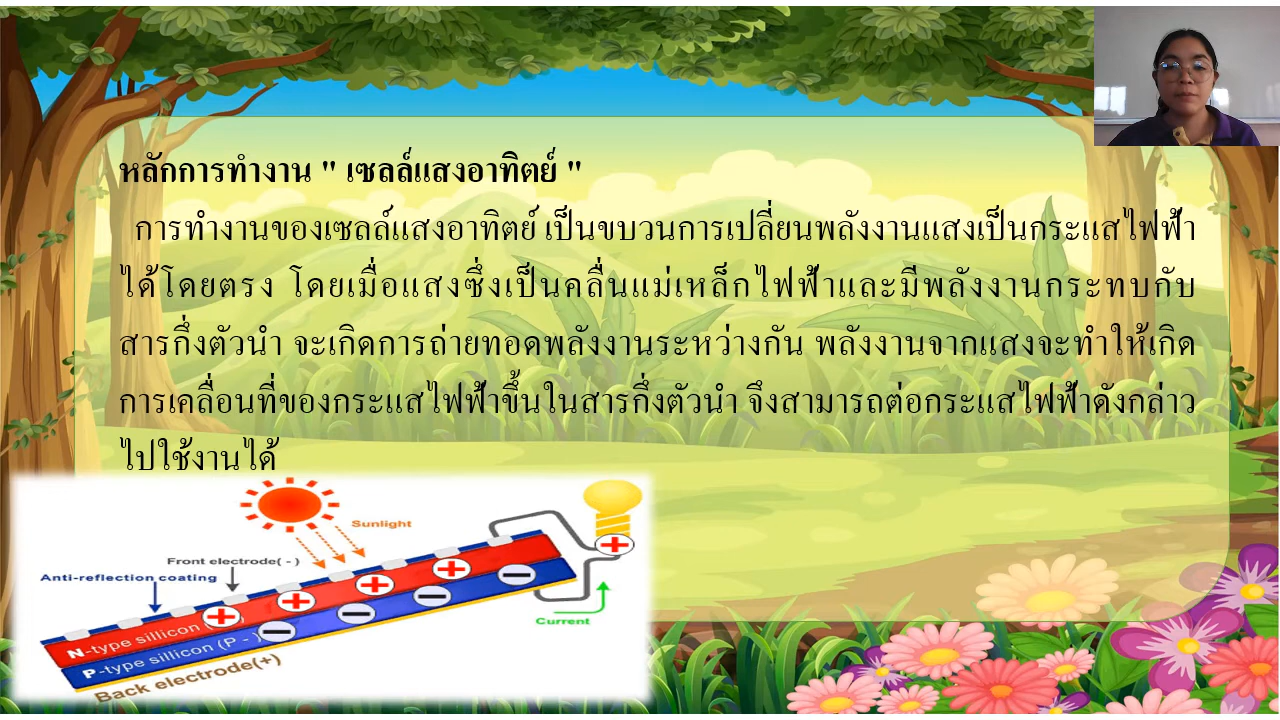 หลักการทำงาน " เซลล์แสงอาทิตย์ "
การทำงานของเซลล์แสงอาทิตย์ เป็นขบวนการเปลี่ยนพลังงานแสงเป็นกระแสไฟฟ้า
ได้โดยตรง โดยเมื่อแสงซึ่งเป็นคลื่นแม่เหล็กไฟฟ้าและมีพลังงานกระทบกับ
สารกึ่งตัวนำ จะเกิดการถ่ายทอดพลังงานระหว่างกัน พลังงานจากแสงจะทำให้เกิด
การเคลื่อนที่ของกระแสไฟฟ้าขึ้นในสารกึ่งตัวนำ จึงสามารถต่อกระแสไฟฟ้าดังกล่าว
ไปใช้งานได้
Sunlight
Front electrode( - )
Anti-reflection coating
N-type sillicon
P-type sillicon (P - )
Back electrode(+)
Current